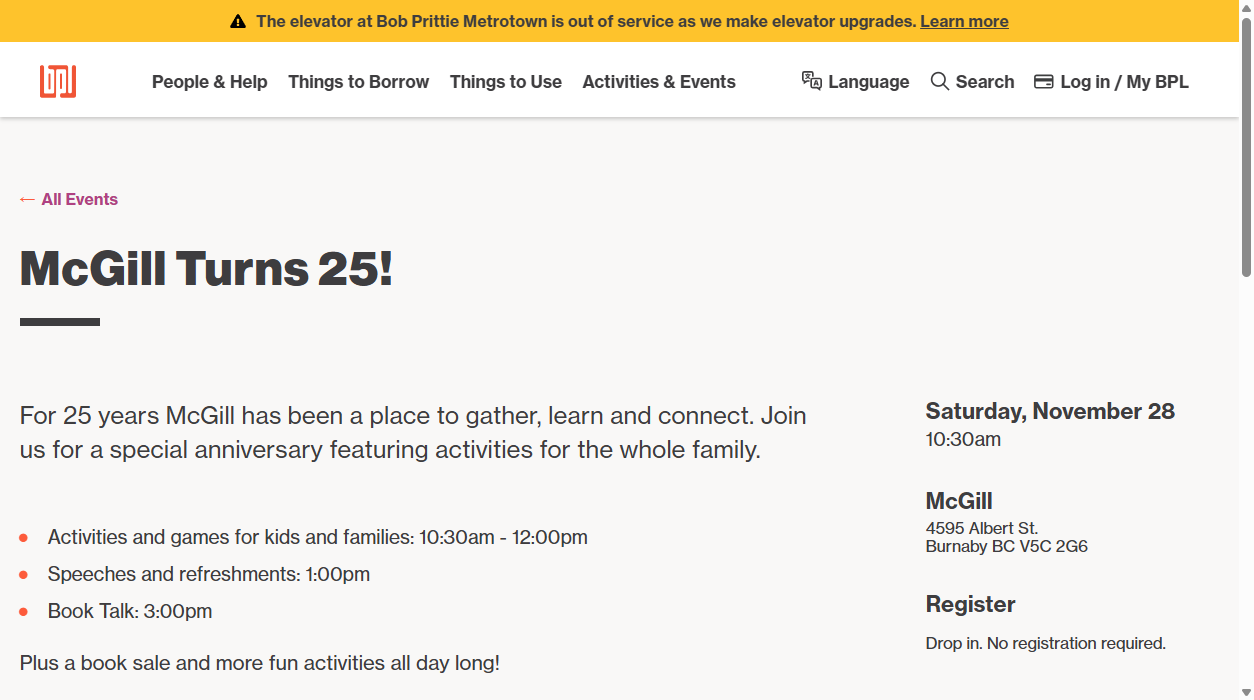 The elevator at Bob Prittie Metrotown is out of service as we make elevator upgrades. Learn more
People & Help Things to Borrow Things to Use Activities & Events Language Search Log in / My BPL
← All Events
McGill Turns 25!
For 25 years McGill has been a place to gather, learn and connect. Join
us for a special anniversary featuring activities for the whole family.
Activities and games for kids and families: 10:30am - 12:00pm
Speeches and refreshments: 1:00pm
Book Talk: 3:00pm
Plus a book sale and more fun activities all day long!
Saturday, November 28
10:30am
McGill
4595 Albert St.
Burnaby BC V5C 2G6
Register
Drop in. No registration required.